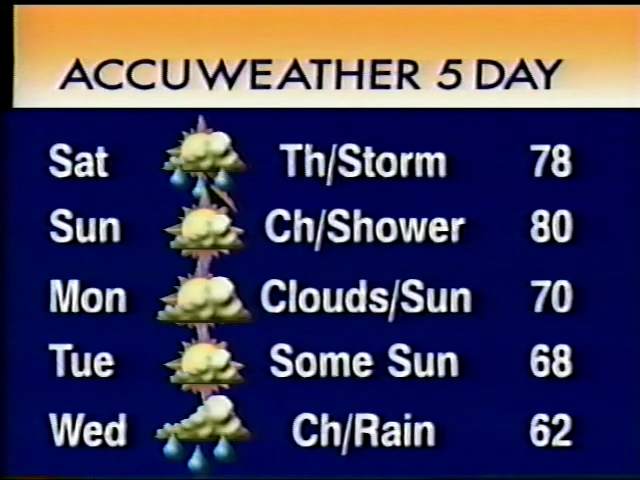 ACCUWEATHER 5 DAY
Sat Th/Storm 78
Sun Ch/Shower 80
Mon Clouds/Sun 70
Tue Some Sun 68
Wed Ch/Rain 62